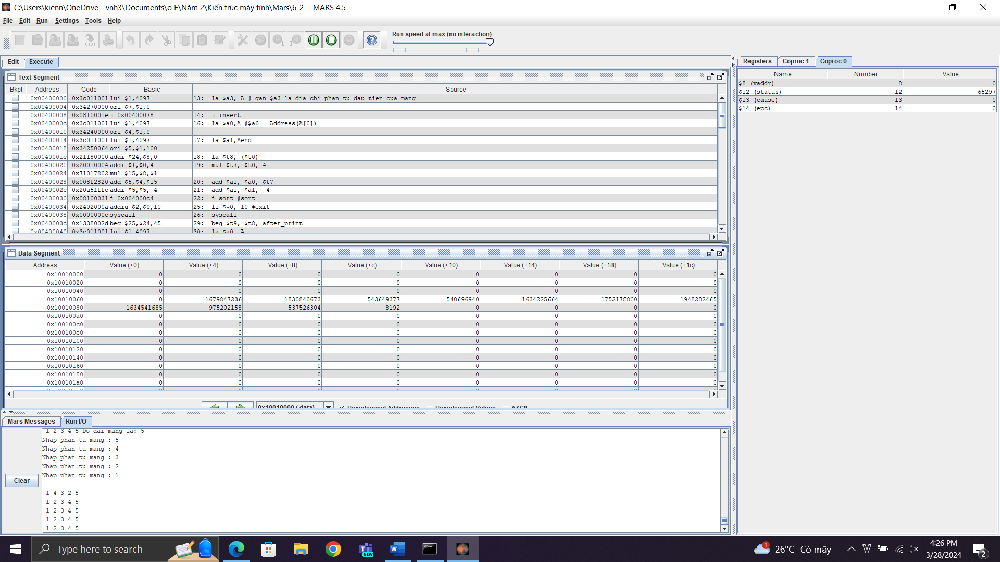 C:\Users\kienn\OneDrive - vnh3\Documents\o E\Năm 2\Kiến trúc máy tính\Mars\6_2 - MARS 4.5
File Edit Run Settings Tools Help
Run speed at max (no interaction)
Edit Execute
Text Segment
Bkpt Address Code Basic Source
0x00400000 0x3c011001 lui $1,4097 13: la $a3, A # gan $a3 la dia chi phan tu dau tien cua mang
0x00400004 0x34270000 ori $7,$1,0
0x00400008 0x0810001e j 0x00400078 14: j insert
0x0040000c 0x3c011001 lui $1,4097 16: la $a0,A #$a0 = Address(A[0])
0x00400010 0x34240000 ori $4,$1,0
0x00400014 0x3c011001 lui $1,4097 17: la $a1,Aend
0x00400018 0x34250064 ori $5,$1,100
0x0040001c 0x21180000 addi $24,$8,0 18: la $t8, ($t0)
0x00400020 0x20010004 addi $1,$0,4 19: mul $t7, $t0, 4
0x00400024 0x71017802 mul $15,$8,$1
0x00400028 0x008f2820 add $5,$4,$15 20: add $a1, $a0, $t7
0x0040002c 0x20a5fffc addi $5,$5,-4 21: add $a1, $a1, -4
0x00400030 0x08100031 j 0x004000c4 22: j sort #sort
0x00400034 0x2402000a addiu $2,$0,10 25: li $v0, 10 #exit
0x00400038 0x0000000c syscall 26: syscall
0x0040003c 0x1338002d beq $25,$24,45 29: beq $t9, $t8, after_print
0x00400040 0x3c011001 lui $1,4097 30: la $a0, A
Data Segment
Address Value (+0) Value (+4) Value (+8) Value (+c) Value (+10) Value (+14) Value (+18) Value (+1c)
0x10010000 0 0 0 0 0 0 0 0
0x10010020 0 0 0 0 0 0 0 0
0x10010040 0 0 0 0 0 0 0 0
0x10010060 0 1679847236 1830840673 543649377 540696940 1634225664 1752178800 1948282465
0x10010080 1634541685 975202158 537526304 8192 0 0 0 0
0x100100a0 0 0 0 0 0 0 0 0
0x100100c0 0 0 0 0 0 0 0 0
0x100100e0 0 0 0 0 0 0 0 0
0x10010100 0 0 0 0 0 0 0 0
0x10010120 0 0 0 0 0 0 0 0
0x10010140 0 0 0 0 0 0 0 0
0x10010160 0 0 0 0 0 0 0 0
0x10010180 0 0 0 0 0 0 0 0
0x100101a0 0 0 0 0 0 0 0 0
0x10010000 (.data) Hexadecimal Addresses Hexadecimal Values ASCII
Mars Messages Run I/O
1 2 3 4 5 Do dai mang la: 5
Nhap phan tu mang : 5
Nhap phan tu mang : 4
Nhap phan tu mang : 3
Nhap phan tu mang : 2
Nhap phan tu mang : 1
1 4 3 2 5
1 2 3 4 5
1 2 3 4 5
1 2 3 4 5
1 2 3 4 5
Clear
Registers Coproc 1 Coproc 0
Name Number Value
$8 (vaddr) 8 0
$12 (status) 12 65297
$13 (cause) 13 0
$14 (epc) 14 0
Type here to search
NEW
1
26°C Có mây
4:26 PM
3/28/2024
2